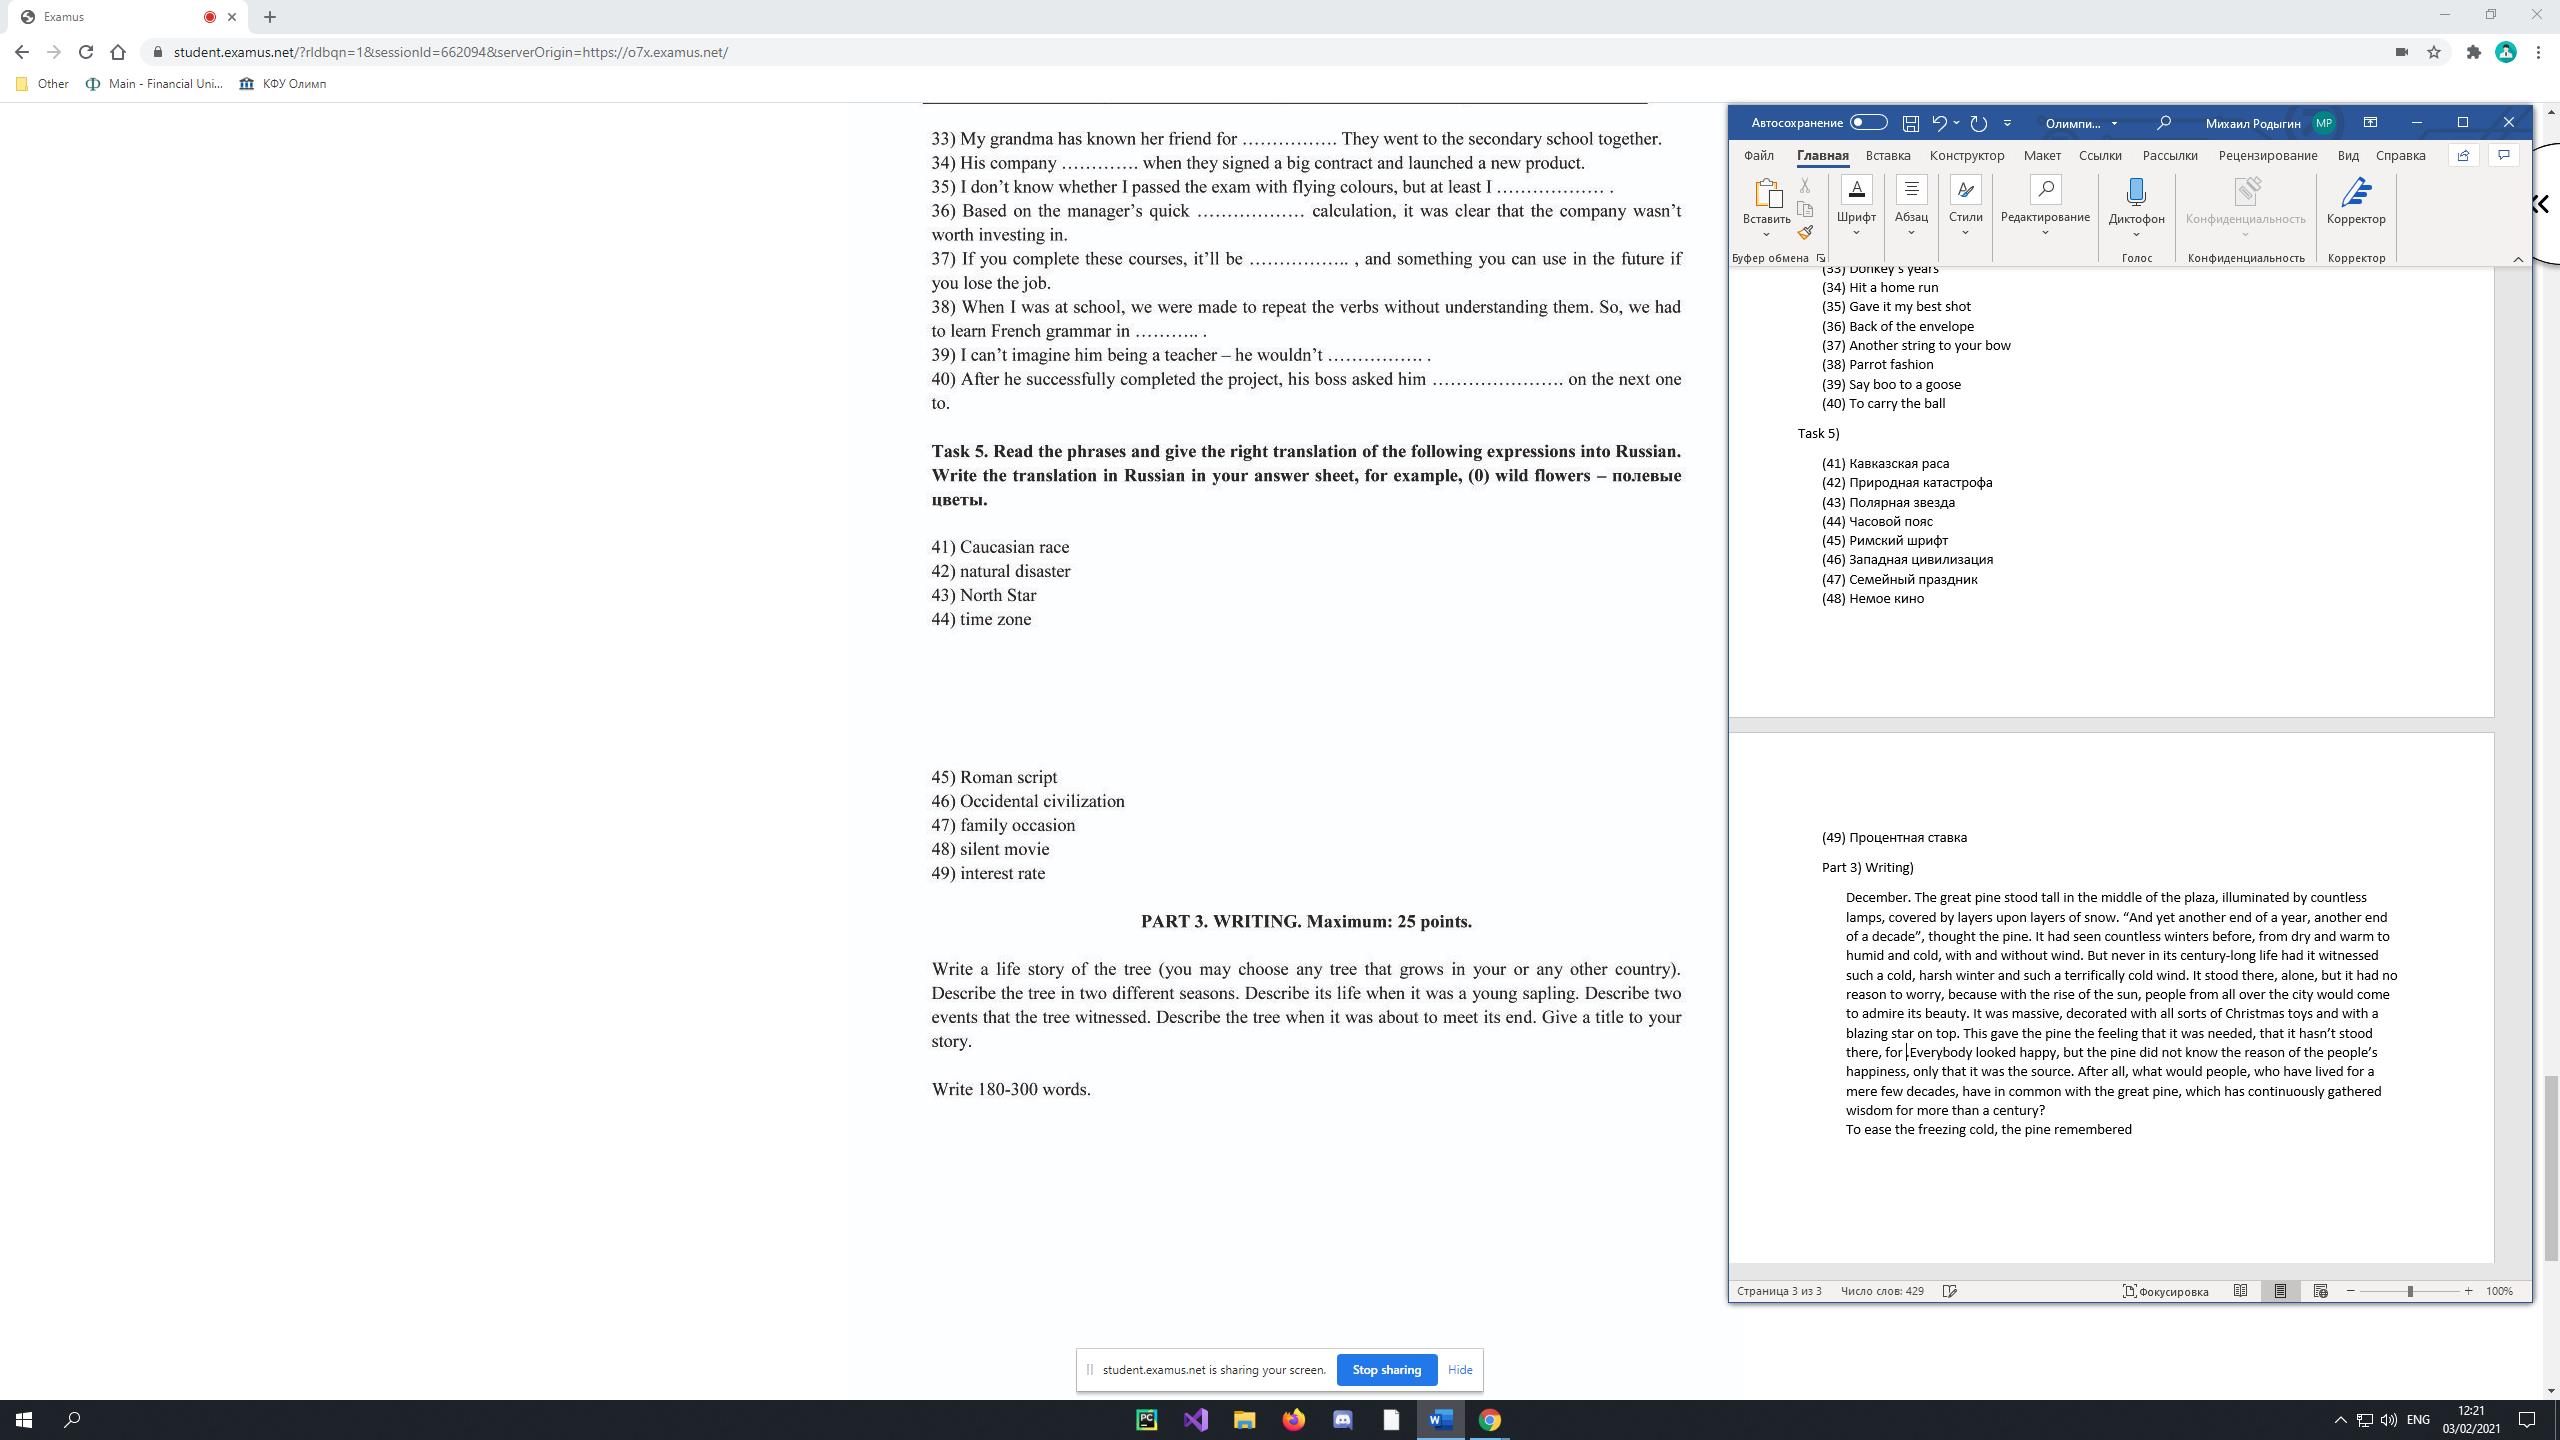 Examus
student.examus.net/?rldbqn=1&sessionId=662094&serverOrigin=https://o7x.examus.net/
Other
Main - Financial Uni...
КФУ Олимп
33) My grandma has known her friend for ……………. They went to the secondary school together.
34) His company …………. when they signed a big contract and launched a new product.
35) I don’t know whether I passed the exam with flying colours, but at least I ……………… .
36) Based on the manager’s quick ……………… calculation, it was clear that the company wasn’t
worth investing in.
37) If you complete these courses, it’ll be …………….. , and something you can use in the future if
you lose the job.
38) When I was at school, we were made to repeat the verbs without understanding them. So, we had
to learn French grammar in ……….. .
39) I can’t imagine him being a teacher – he wouldn’t ……………. .
40) After he successfully completed the project, his boss asked him …………………. on the next one
to.
Task 5. Read the phrases and give the right translation of the following expressions into Russian.
Write the translation in Russian in your answer sheet, for example, (0) wild flowers – полевые
цветы.
41) Caucasian race
42) natural disaster
43) North Star
44) time zone
45) Roman script
46) Occidental civilization
47) family occasion
48) silent movie
49) interest rate
PART 3. WRITING. Maximum: 25 points.
Write a life story of the tree (you may choose any tree that grows in your or any other country).
Describe the tree in two different seasons. Describe its life when it was a young sapling. Describe two
events that the tree witnessed. Describe the tree when it was about to meet its end. Give a title to your
story.
Write 180-300 words.
Автосохранение
Олимпи...
Михаил Родыгин
МР
Файл
Главная
Вставка
Конструктор
Макет
Ссылки
Рассылки
Рецензирование
Вид
Справка
Вставить
Шрифт
Абзац
Стили
Редактирование
Диктофон
Конфиденциальность
Корректор
Буфер обмена
Голос
Конфиденциальность
Корректор
(33) Donkey's years
(34) Hit a home run
(35) Gave it my best shot
(36) Back of the envelope
(37) Another string to your bow
(38) Parrot fashion
(39) Say boo to a goose
(40) To carry the ball
Task 5)
(41) Кавказская раса
(42) Природная катастрофа
(43) Полярная звезда
(44) Часовой пояс
(45) Римский шрифт
(46) Западная цивилизация
(47) Семейный праздник
(48) Немое кино
(49) Процентная ставка
Part 3) Writing)
December. The great pine stood tall in the middle of the plaza, illuminated by countless
lamps, covered by layers upon layers of snow. “And yet another end of a year, another end
of a decade”, thought the pine. It had seen countless winters before, from dry and warm to
humid and cold, with and without wind. But never in its century-long life had it witnessed
such a cold, harsh winter and such a terrifically cold wind. It stood there, alone, but it had no
reason to worry, because with the rise of the sun, people from all over the city would come
to admire its beauty. It was massive, decorated with all sorts of Christmas toys and with a
blazing star on top. This gave the pine the feeling that it was needed, that it hasn’t stood
there, for .Everybody looked happy, but the pine did not know the reason of the people’s
happiness, only that it was the source. After all, what would people, who have lived for a
mere few decades, have in common with the great pine, which has continuously gathered
wisdom for more than a century?
To ease the freezing cold, the pine remembered
Страница 3 из 3
Число слов: 429
Фокусировка
100%
student.examus.net is sharing your screen.
Stop sharing
Hide
PC
ENG
12:21
03/02/2021